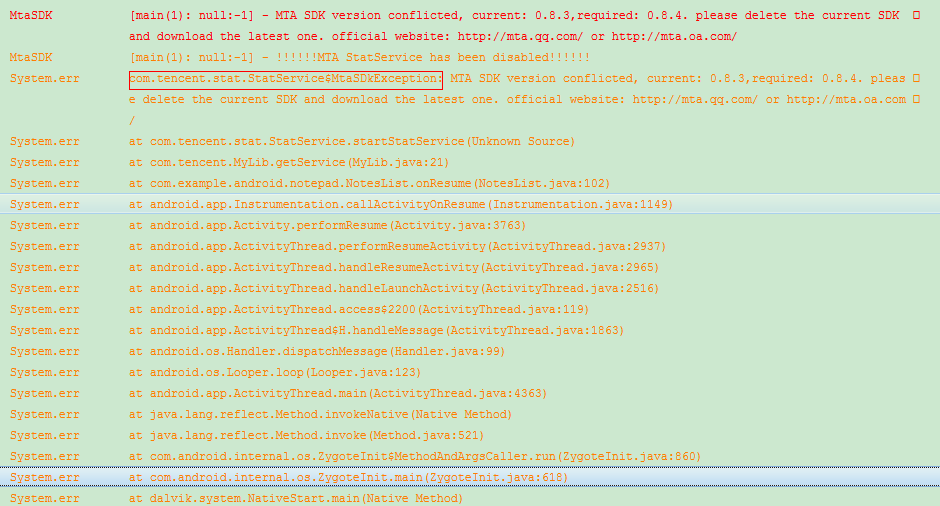 MtaSDK [main(1): null:-1] - MTA SDK version conflicted, current: 0.8.3,required: 0.8.4. please delete the current SDK
and download the latest one. official website: http://mta.qq.com/ or http://mta.oa.com/
MtaSDK [main(1): null:-1] - !!!!!!MTA StatService has been disabled!!!!!!
System.err com.tencent.stat.StatService$MtaSDkException: MTA SDK version conflicted, current: 0.8.3,required: 0.8.4. pleas
e delete the current SDK and download the latest one. official website: http://mta.qq.com/ or http://mta.oa.com
/
System.err at com.tencent.stat.StatService.startStatService(Unknown Source)
System.err at com.tencent.MyLib.getService(MyLib.java:21)
System.err at com.example.android.notepad.NotesList.onResume(NotesList.java:102)
System.err at android.app.Instrumentation.callActivityOnResume(Instrumentation.java:1149)
System.err at android.app.Activity.performResume(Activity.java:3763)
System.err at android.app.ActivityThread.performResumeActivity(ActivityThread.java:2937)
System.err at android.app.ActivityThread.handleResumeActivity(ActivityThread.java:2965)
System.err at android.app.ActivityThread.handleLaunchActivity(ActivityThread.java:2516)
System.err at android.app.ActivityThread.access$2200(ActivityThread.java:119)
System.err at android.app.ActivityThread$H.handleMessage(ActivityThread.java:1863)
System.err at android.os.Handler.dispatchMessage(Handler.java:99)
System.err at android.os.Looper.loop(Looper.java:123)
System.err at android.app.ActivityThread.main(ActivityThread.java:4363)
System.err at java.lang.reflect.Method.invokeNative(Native Method)
System.err at java.lang.reflect.Method.invoke(Method.java:521)
System.err at com.android.internal.os.ZygoteInit$MethodAndArgsCaller.run(ZygoteInit.java:860)
System.err at com.android.internal.os.ZygoteInit.main(ZygoteInit.java:618)
System.err at dalvik.system.NativeStart.main(Native Method)